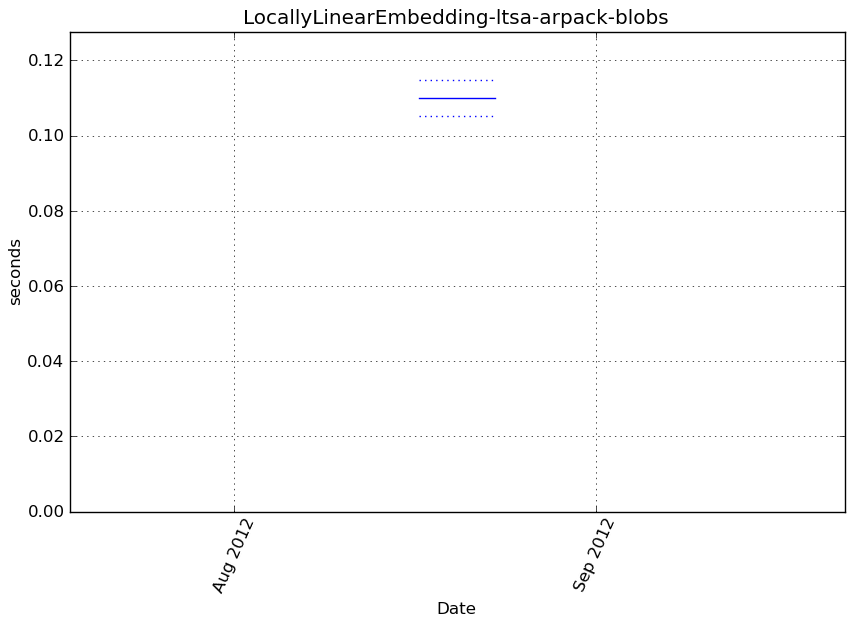 LocallyLinearEmbedding-ltsa-arpack-blobs
0.12
0.10
0.08
0.06
0.04
0.02
0.00
seconds
Aug 2012
Sep 2012
Date